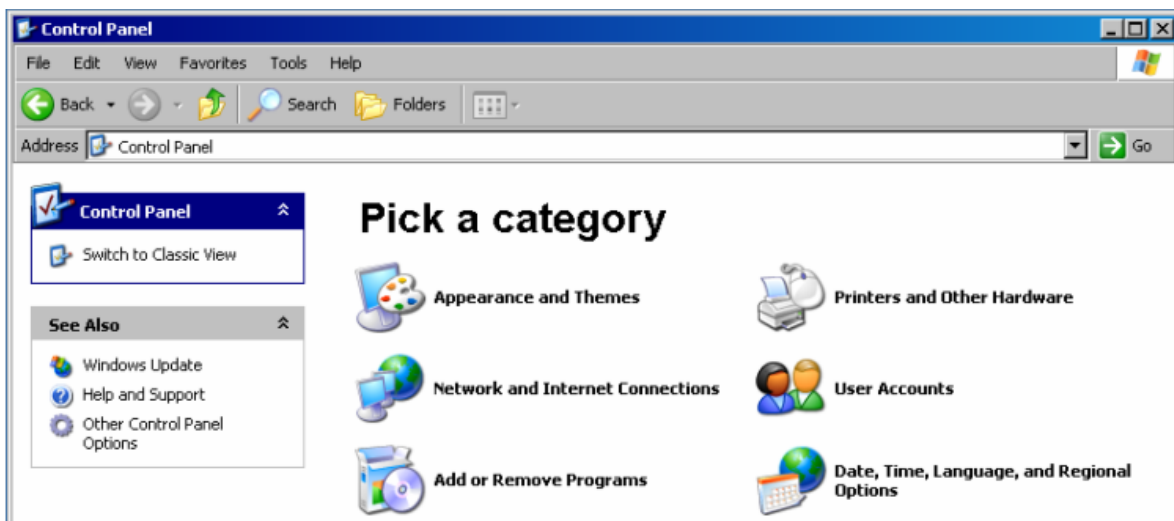 Control Panel
File Edit View Favorites Tools Help
Back Search Folders
Address Control Panel Go
Control Panel
Switch to Classic View
See Also
Windows Update
Help and Support
Other Control Panel
Options
Pick a category
Appearance and Themes
Printers and Other Hardware
Network and Internet Connections
User Accounts
Add or Remove Programs
Date, Time, Language, and Regional
Options